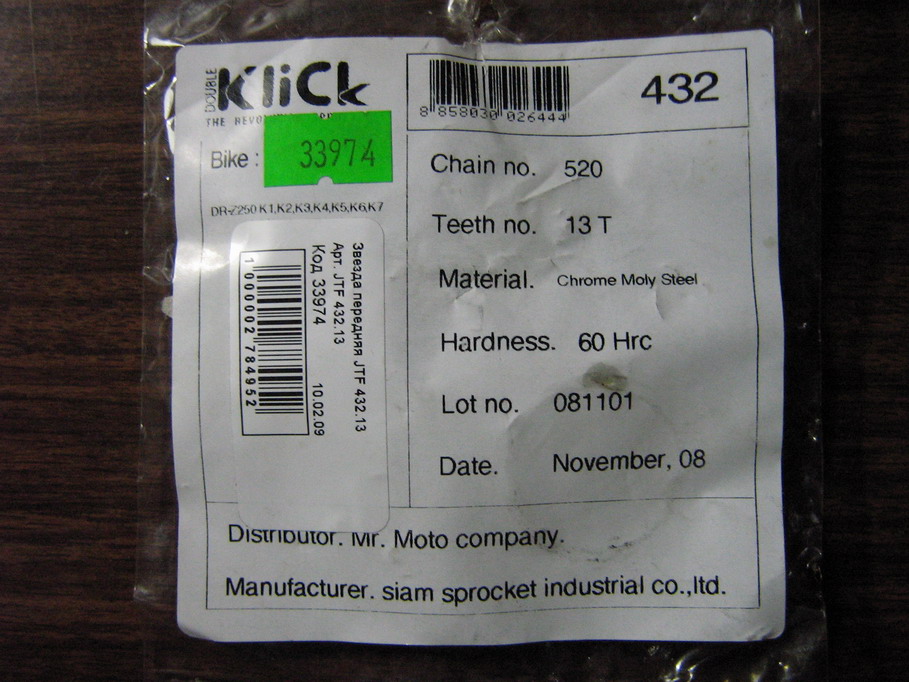 DOUBLE
KliCk
THE REVO
Bike :
33974
DR-Z250 K1,K2,K3,K4,K5,K6,K7
Звезда передняя JTF 432.13
Арт. JTF 432.13
Код 33974
10.02.09
1 000002 784952
8 858030 026444
432
Chain no. 520
Teeth no. 13 T
Material. Chrome Moly Steel
Hardness. 60 Hrc
Lot no. 081101
Date. November, 08
Distributor. Mr. Moto company.
Manufacturer. siam sprocket industrial co.,ltd.